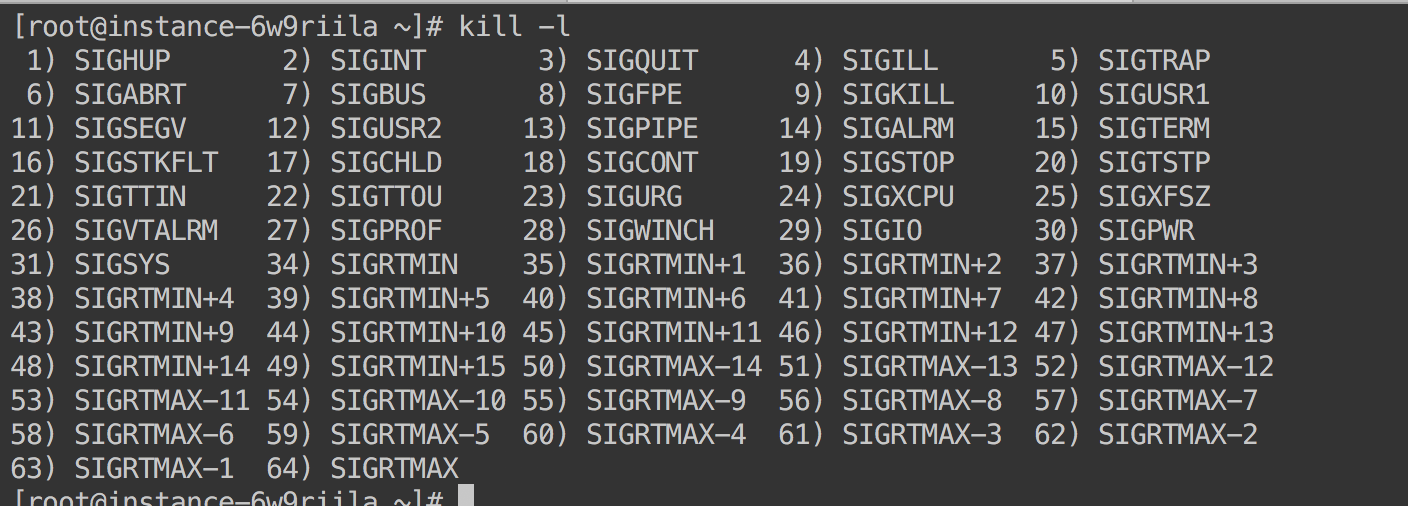 [root@instance-6w9riila ~]# kill -l
 1) SIGHUP       2) SIGINT       3) SIGQUIT      4) SIGILL       5) SIGTRAP
 6) SIGABRT      7) SIGBUS       8) SIGFPE       9) SIGKILL     10) SIGUSR1
11) SIGSEGV     12) SIGUSR2     13) SIGPIPE     14) SIGALRM     15) SIGTERM
16) SIGSTKFLT   17) SIGCHLD     18) SIGCONT     19) SIGSTOP     20) SIGTSTP
21) SIGTTIN     22) SIGTTOU     23) SIGURG      24) SIGXCPU     25) SIGXFSZ
26) SIGVTALRM   27) SIGPROF     28) SIGWINCH    29) SIGIO       30) SIGPWR
31) SIGSYS      34) SIGRTMIN    35) SIGRTMIN+1  36) SIGRTMIN+2  37) SIGRTMIN+3
38) SIGRTMIN+4  39) SIGRTMIN+5  40) SIGRTMIN+6  41) SIGRTMIN+7  42) SIGRTMIN+8
43) SIGRTMIN+9  44) SIGRTMIN+10 45) SIGRTMIN+11 46) SIGRTMIN+12 47) SIGRTMIN+13
48) SIGRTMIN+14 49) SIGRTMIN+15 50) SIGRTMAX-14 51) SIGRTMAX-13 52) SIGRTMAX-12
53) SIGRTMAX-11 54) SIGRTMAX-10 55) SIGRTMAX-9  56) SIGRTMAX-8  57) SIGRTMAX-7
58) SIGRTMAX-6  59) SIGRTMAX-5  60) SIGRTMAX-4  61) SIGRTMAX-3  62) SIGRTMAX-2
63) SIGRTMAX-1  64) SIGRTMAX
[root@instance-6w9riila ~]#